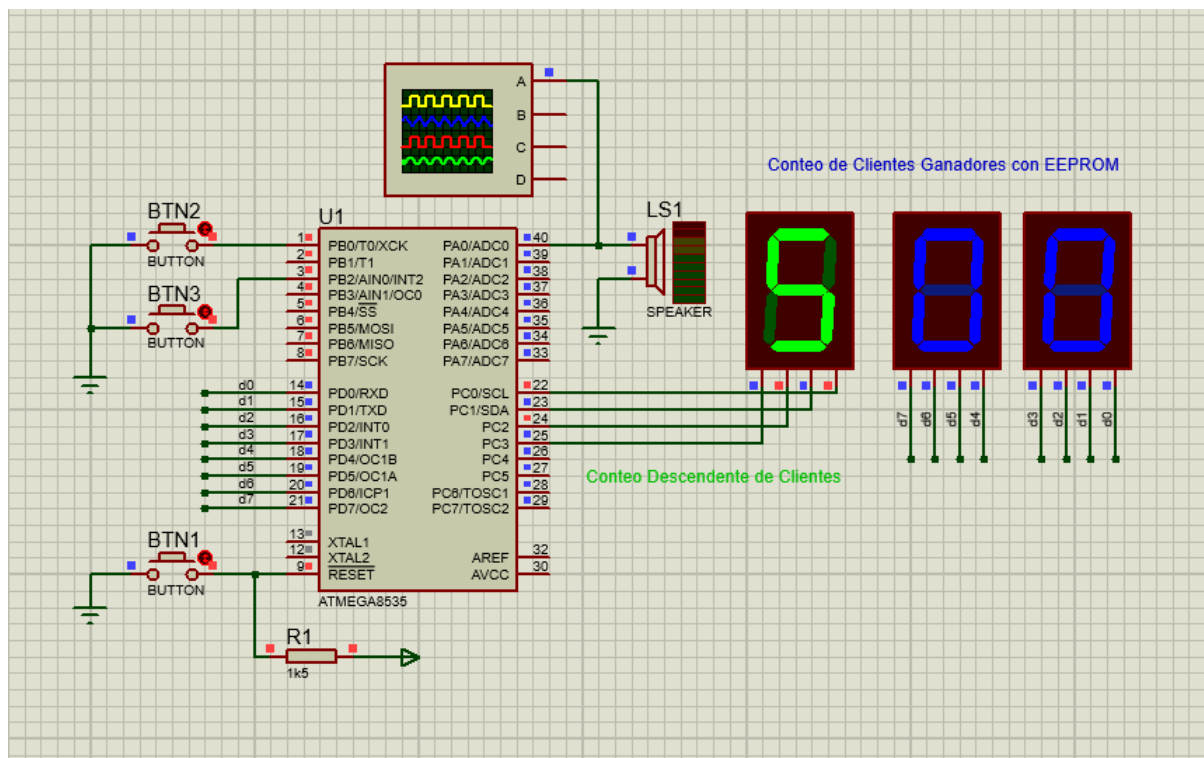 A
B
C
D
Conteo de Clientes Ganadores con EEPROM
BTN2
BUTTON
BTN3
BUTTON
U1
1 PB0/T0/XCK PA0/ADC0 40
2 PB1/T1 PA1/ADC1 39
3 PB2/AIN0/INT2 PA2/ADC2 38
4 PB3/AIN1/OC0 PA3/ADC3 37
5 PB4/SS PA4/ADC4 36
6 PB5/MOSI PA5/ADC5 35
7 PB6/MISO PA6/ADC6 34
8 PB7/SCK PA7/ADC7 33
d0 14 PD0/RXD PC0/SCL 22
d1 15 PD1/TXD PC1/SDA 23
d2 16 PD2/INT0 PC2 24
d3 17 PD3/INT1 PC3 25
d4 18 PD4/OC1B PC4 26
d5 19 PD5/OC1A PC5 27
d6 20 PD6/ICP1 PC6/TOSC1 28
d7 21 PD7/OC2 PC7/TOSC2 29
13 XTAL1
12 XTAL2 AREF 32
9 RESET AVCC 30
ATMEGA8535
LS1
SPEAKER
5 0 0
d7 d6 d5 d4 d3 d2 d1 d0
Conteo Descendente de Clientes
BTN1
BUTTON
R1
1k5